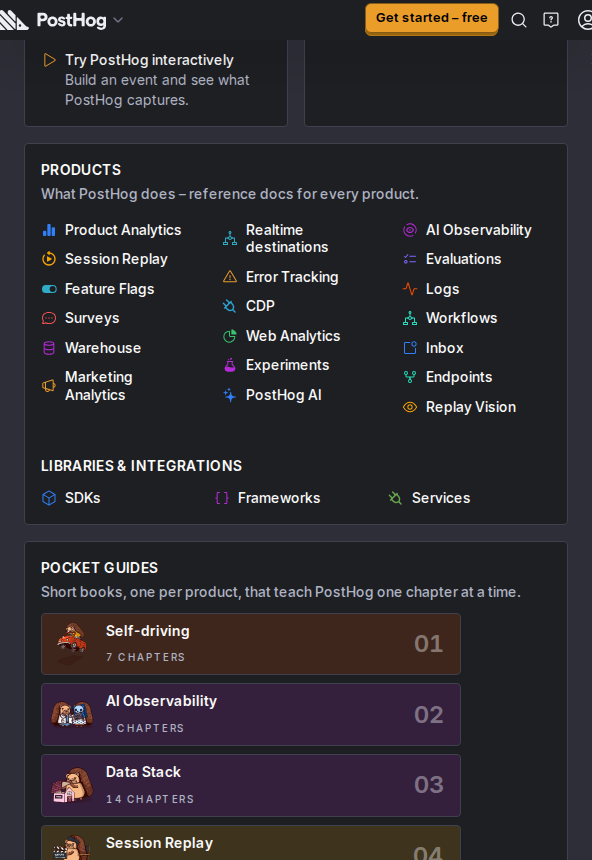 PostHog
Get started – free
Try PostHog interactively
Build an event and see what
PostHog captures.
PRODUCTS
What PostHog does – reference docs for every product.
Product Analytics
Session Replay
Feature Flags
Surveys
Warehouse
Marketing
Analytics
Realtime
destinations
Error Tracking
CDP
Web Analytics
Experiments
PostHog AI
AI Observability
Evaluations
Logs
Workflows
Inbox
Endpoints
Replay Vision
LIBRARIES & INTEGRATIONS
SDKs
Frameworks
Services
POCKET GUIDES
Short books, one per product, that teach PostHog one chapter at a time.
Self-driving
01
7 CHAPTERS
AI Observability
02
6 CHAPTERS
Data Stack
03
14 CHAPTERS
Session Replay
04